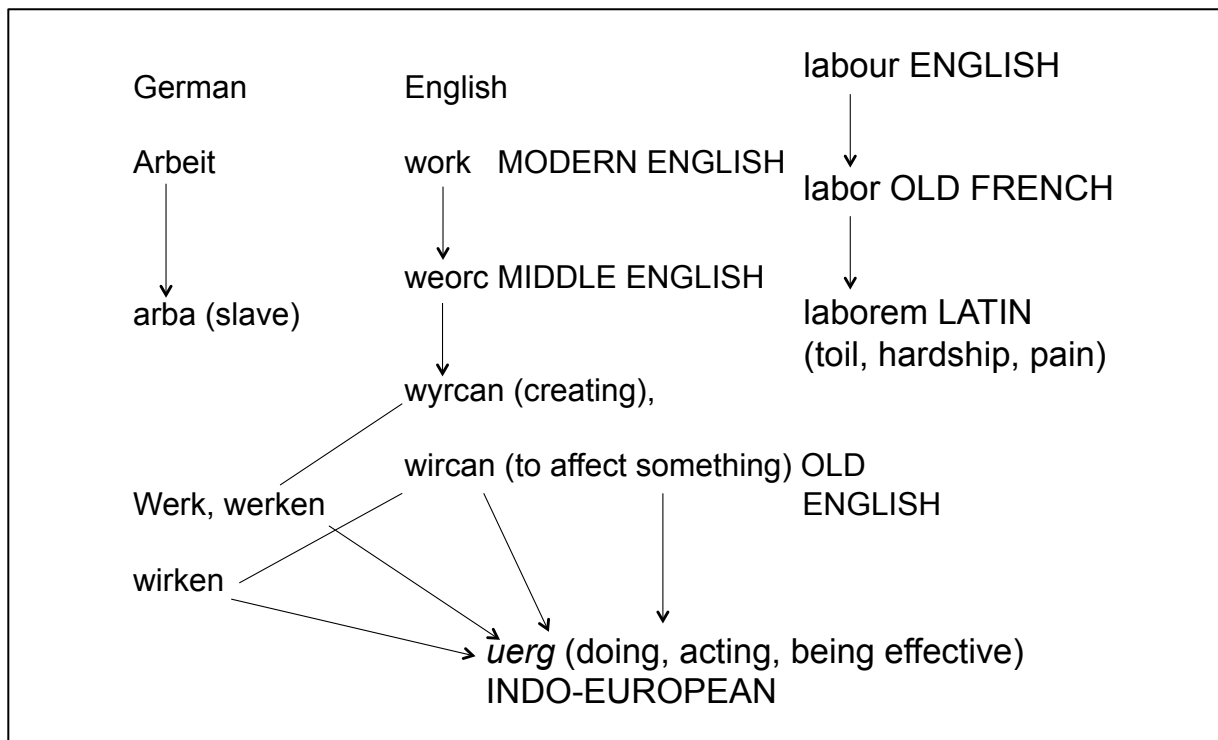 German
English
labour ENGLISH
Arbeit
work MODERN ENGLISH
labor OLD FRENCH
weorc MIDDLE ENGLISH
arba (slave)
laborem LATIN
(toil, hardship, pain)
wyrcan (creating),
wircan (to affect something) OLD
ENGLISH
Werk, werken
wirken
uerg (doing, acting, being effective)
INDO-EUROPEAN